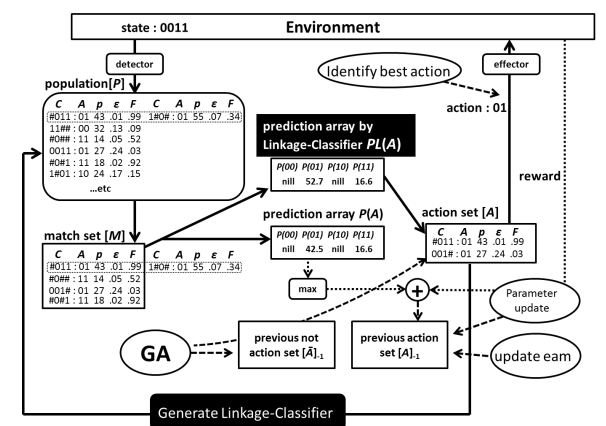 state : 0011
Environment
detector
effector
population[P]
C A p ε F
#011 : 01 43 .01 .99
1#0# : 01 55 .07 .34
C A p ε F
11## : 00 32 .13 .09
#0## : 11 14 .05 .52
0011 : 01 27 .24 .03
#0#1 : 11 18 .02 .92
1#01 : 10 24 .17 .15
...etc
Identify best action
action : 01
reward
prediction array by
Linkage-Classifier PL(A)
P(00) P(01) P(10) P(11)
nill 52.7 nill 16.6
prediction array P(A)
P(00) P(01) P(10) P(11)
nill 42.5 nill 16.6
action set [A]
C A p ε F
#011 : 01 43 .01 .99
001# : 01 27 .24 .03
match set [M]
C A p ε F
#011 : 01 43 .01 .99
C A p ε F
1#0# : 01 55 .07 .34
#0## : 11 14 .05 .52
001# : 01 27 .24 .03
#0#1 : 11 18 .02 .92
max
+
Parameter
update
GA
previous not
action set [Ā]-1
previous action
set [A]-1
update eam
Generate Linkage-Classifier